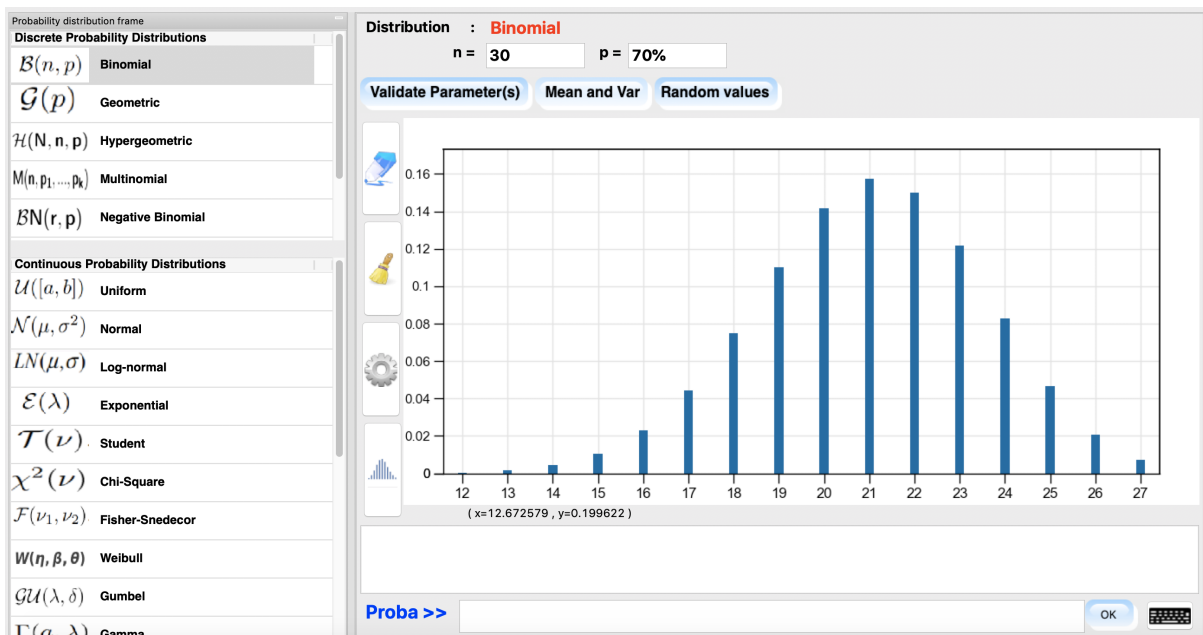 Probability distribution frame
Discrete Probability Distributions
B(n, p) Binomial
G(p) Geometric
H(N, n, p) Hypergeometric
M(n, p₁, ..., pₖ) Multinomial
BN(r, p) Negative Binomial
Continuous Probability Distributions
U([a, b]) Uniform
N(μ, σ²) Normal
LN(μ,σ) Log-normal
ℰ(λ) Exponential
T(ν) Student
χ²(ν) Chi-Square
F(ν₁, ν₂) Fisher-Snedecor
W(η, β, θ) Weibull
GU(λ, δ) Gumbel
Γ(a, λ) Gamma
Distribution : Binomial
n = 30 p = 70%
Validate Parameter(s) Mean and Var Random values
0.16
0.14
0.12
0.1
0.08
0.06
0.04
0.02
0
12 13 14 15 16 17 18 19 20 21 22 23 24 25 26 27
( x=12.672579 , y=0.199622 )
Proba >> OK